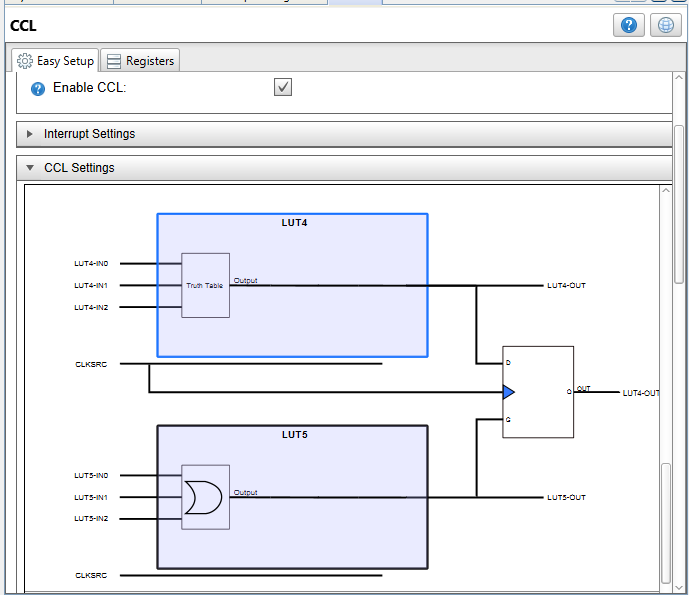 CCL
Easy Setup
Registers
Enable CCL:
Interrupt Settings
CCL Settings
LUT4
LUT4-IN0
LUT4-IN1
LUT4-IN2
Truth Table
Output
LUT4-OUT
CLKSRC
D
Q
OUT
LUT4-OUT
G
LUT5
LUT5-IN0
LUT5-IN1
LUT5-IN2
Output
LUT5-OUT
CLKSRC